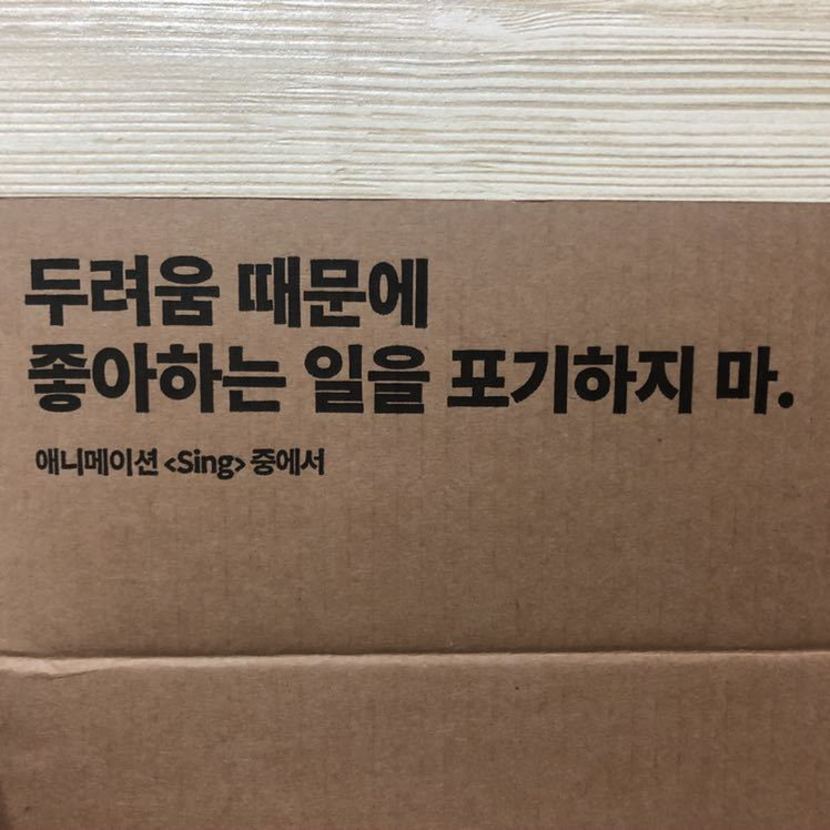 두려움 때문에
좋아하는 일을 포기하지 마.
애니메이션 <Sing> 중에서